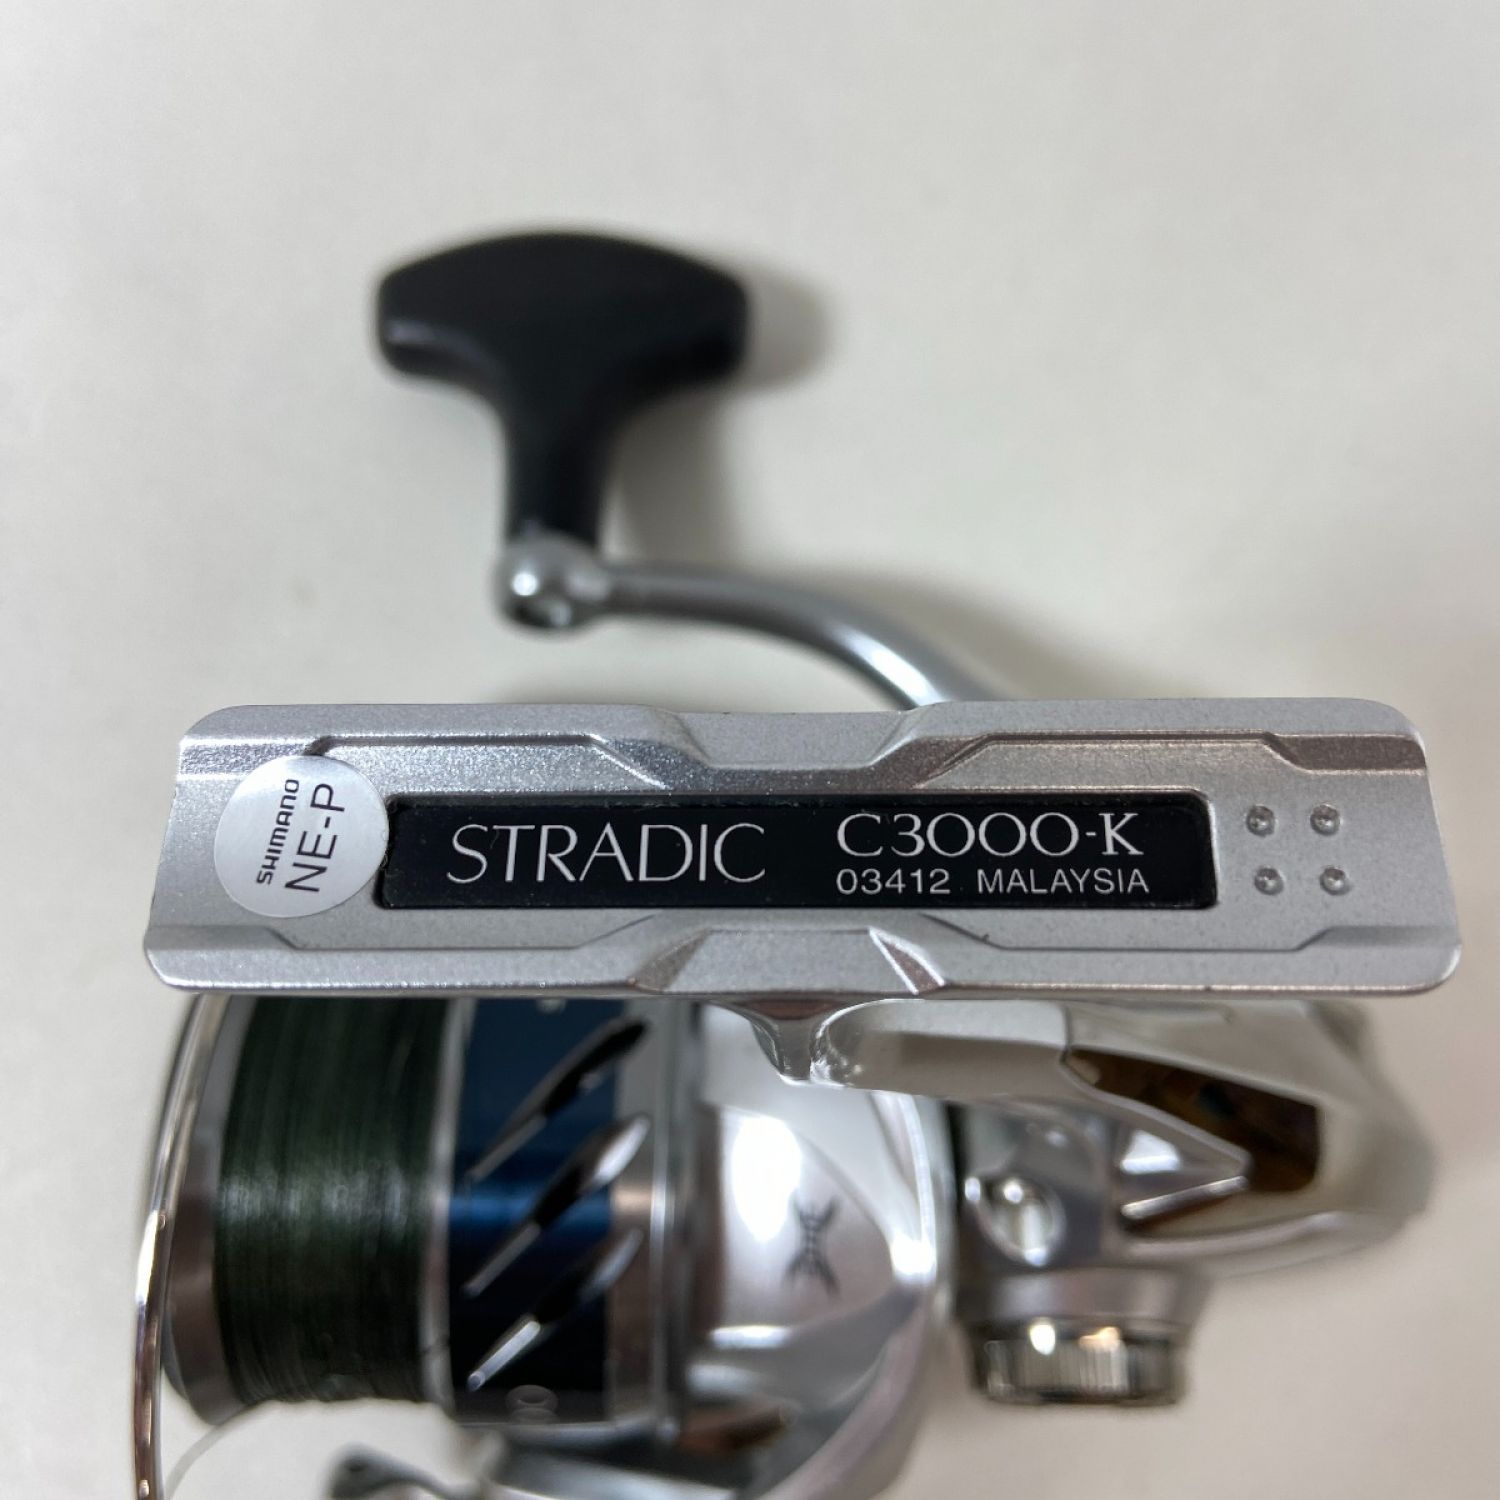 SHIMANO
NE-P
STRADIC
C3000-K
03412 MALAYSIA